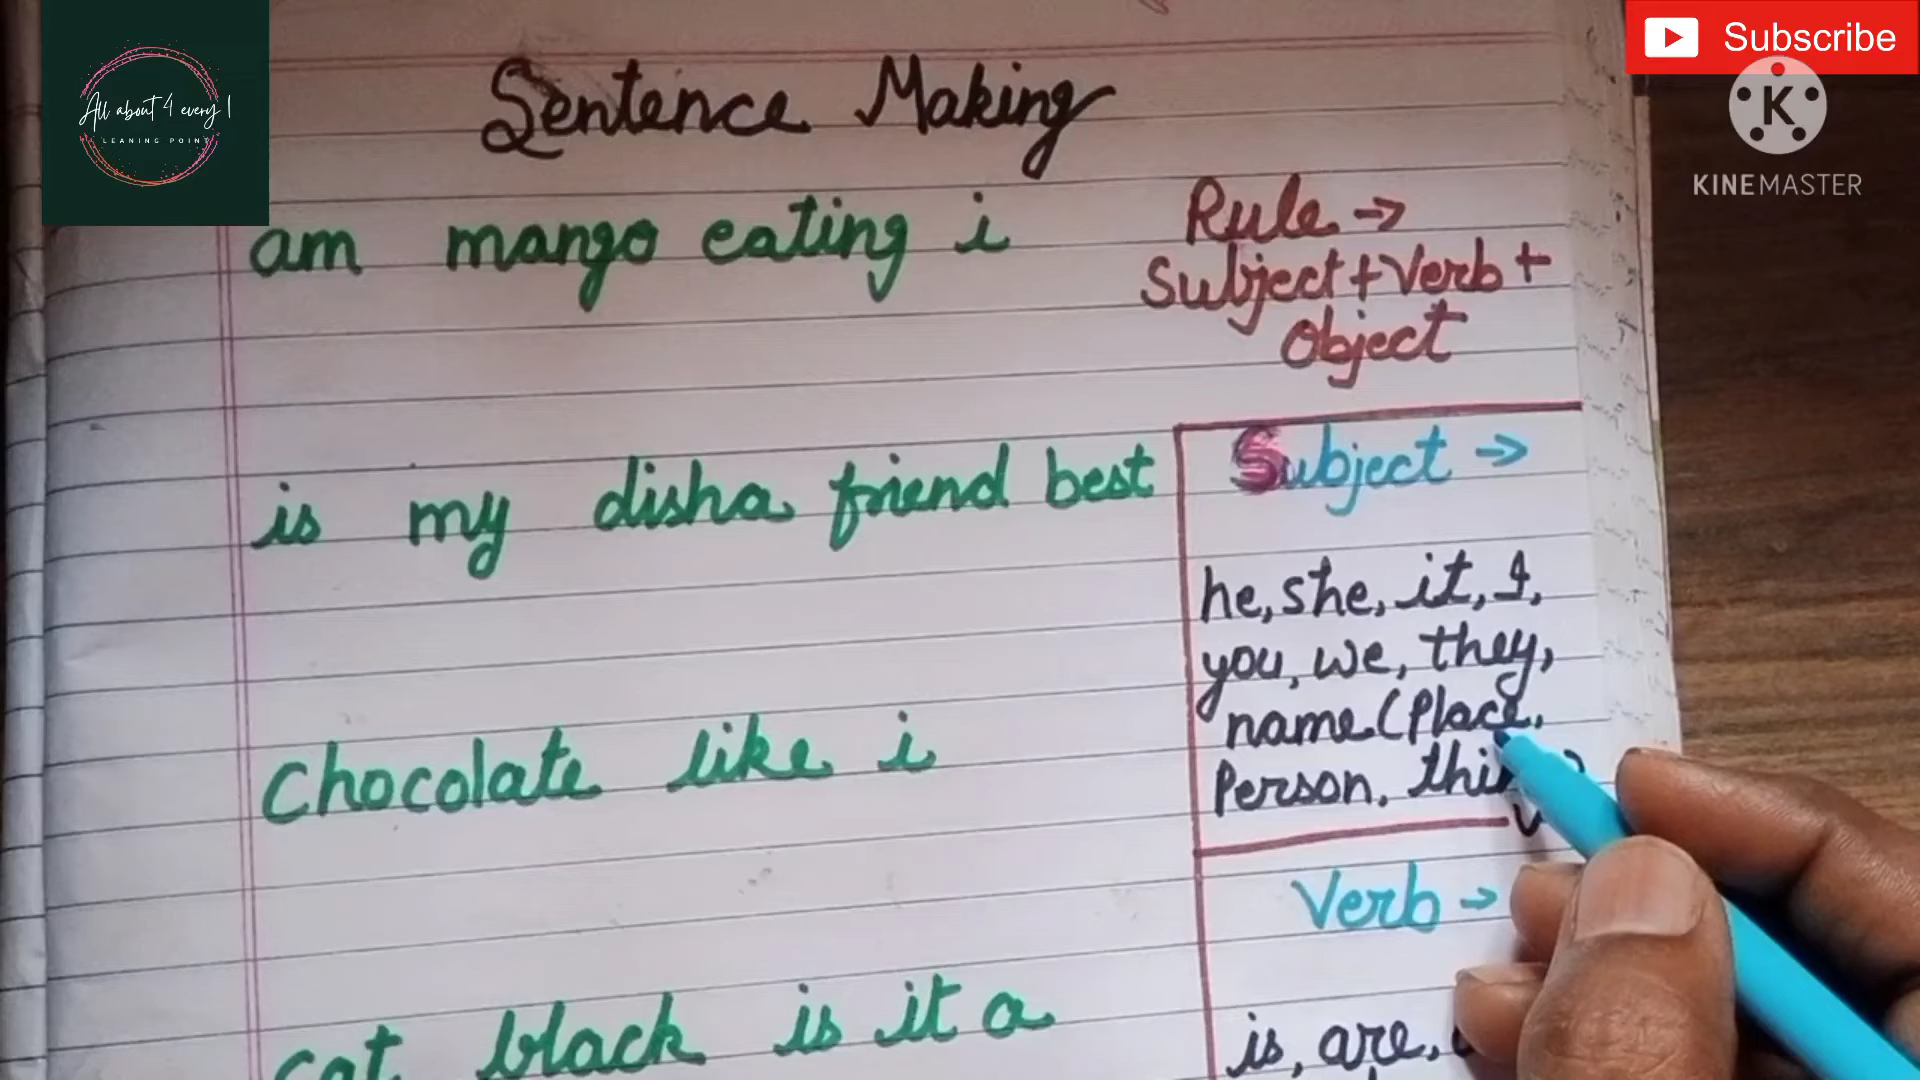 All about 4 every 1
LEANING POINT
Subscribe
K
KINEMASTER
Sentence Making
am mango eating i
Rule →
Subject + Verb +
Object
is my disha friend best
Subject →
he, she, it, I,
you, we, they,
name (Place,
Person,
Chocolate like i
Verb →
cat black is it a
is, are,